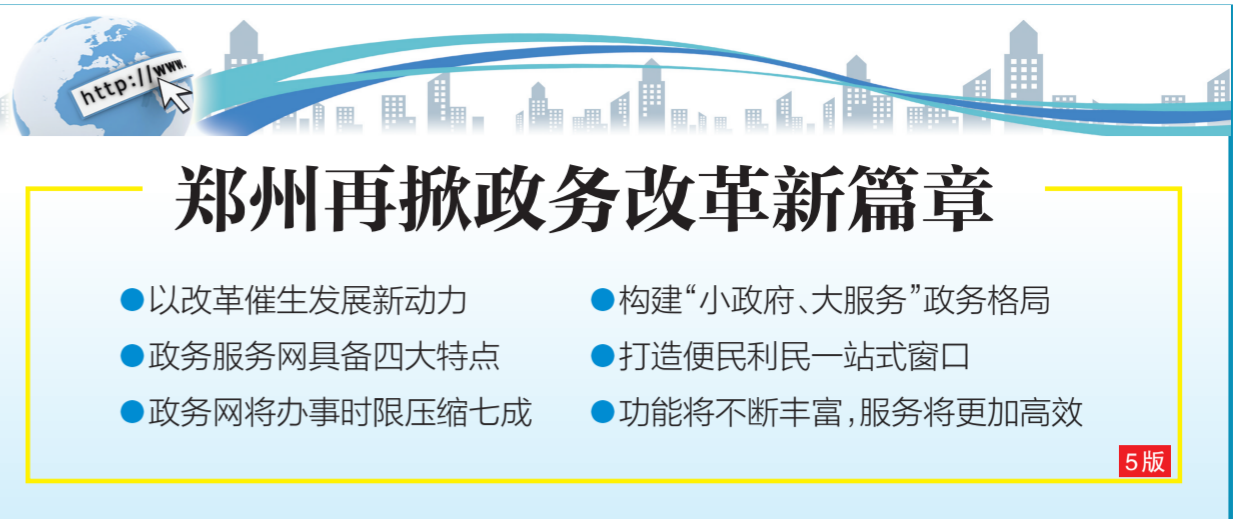 http://www.
郑州再掀政务改革新篇章
●以改革催生发展新动力
●政务服务网具备四大特点
●政务网将办事时限压缩七成
●构建“小政府、大服务”政务格局
●打造便民利民一站式窗口
●功能将不断丰富,服务将更加高效
5版